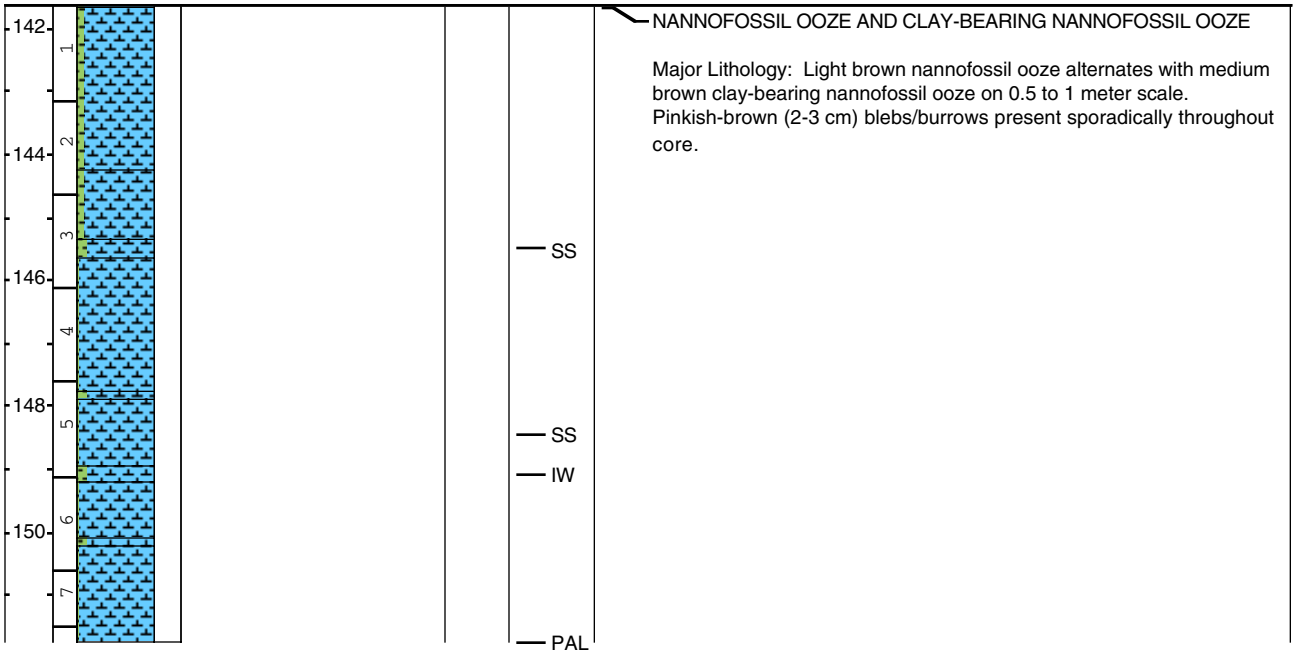 142
1
NANNOFOSSIL OOZE AND CLAY-BEARING NANNOFOSSIL OOZE
Major Lithology: Light brown nannofossil ooze alternates with medium
brown clay-bearing nannofossil ooze on 0.5 to 1 meter scale.
Pinkish-brown (2-3 cm) blebs/burrows present sporadically throughout
core.
2
144
3
SS
146
4
148
5
SS
IW
6
150
7
PAL